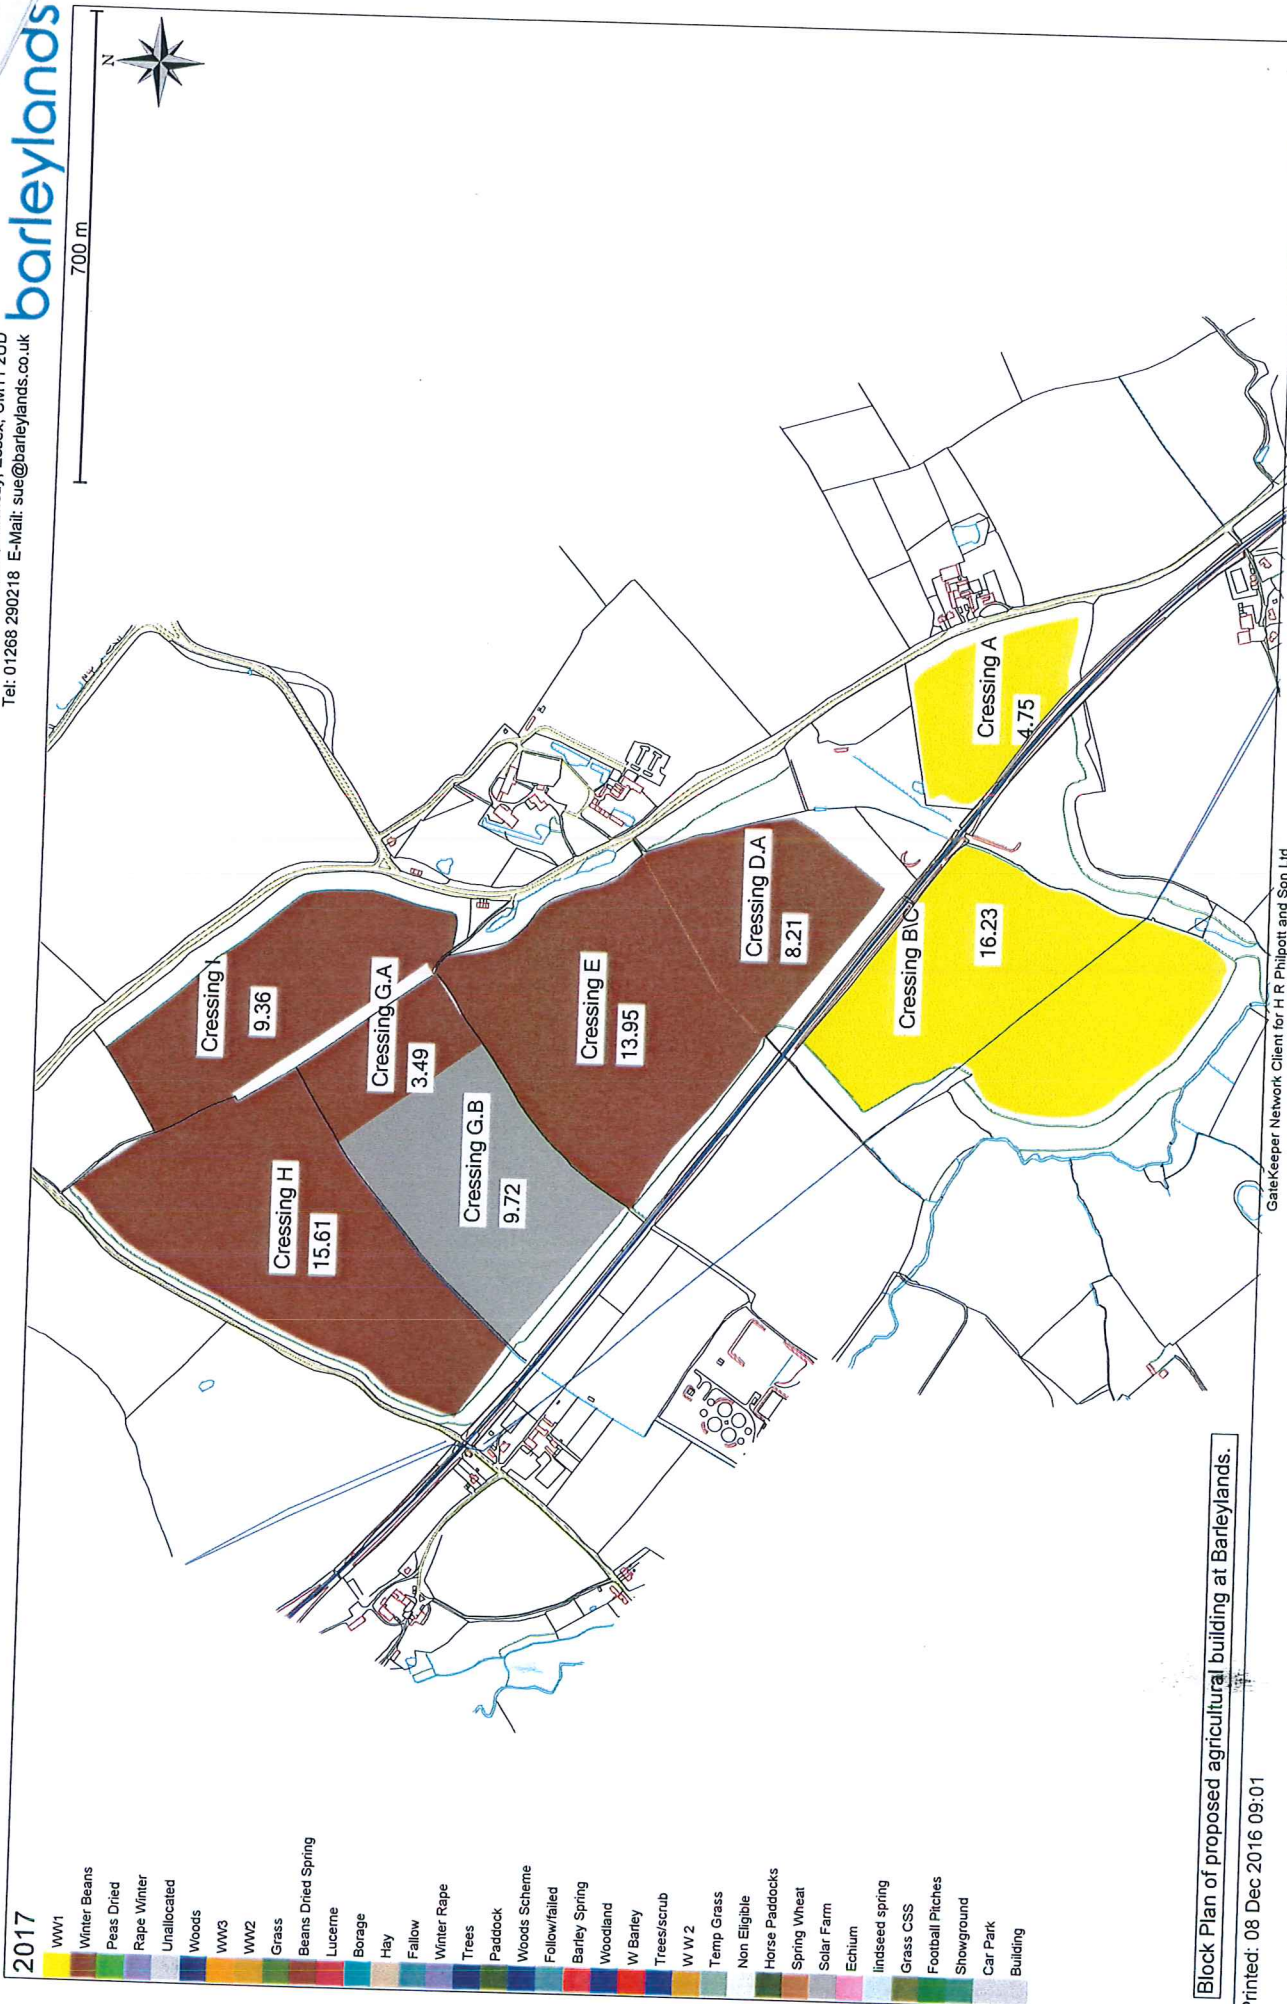 barleylands
Tel: 01268 290218 E-Mail: sue@barleylands.co.uk
700 m
N
2017
WW1
Winter Beans
Peas Dried
Rape Winter
Unallocated
Woods
WW3
WW2
Grass
Beans Dried Spring
Lucerne
Borage
Hay
Fallow
Winter Rape
Trees
Paddock
Woods Scheme
Follow/failed
Barley Spring
Woodland
W Barley
Trees/scrub
W W 2
Temp Grass
Non Eligible
Horse Paddocks
Spring Wheat
Solar Farm
Echium
lindseed spring
Grass CSS
Football Pitches
Showground
Car Park
Building
Cressing I
9.36
Cressing G.A
3.49
Cressing H
15.61
Cressing G.B
9.72
Cressing E
13.95
Cressing D.A
8.21
Cressing A
4.75
Cressing B\C
16.23
Block Plan of proposed agricultural building at Barleylands.
Printed: 08 Dec 2016 09:01
GateKeeper Network Client for H R Philpott and Son Ltd